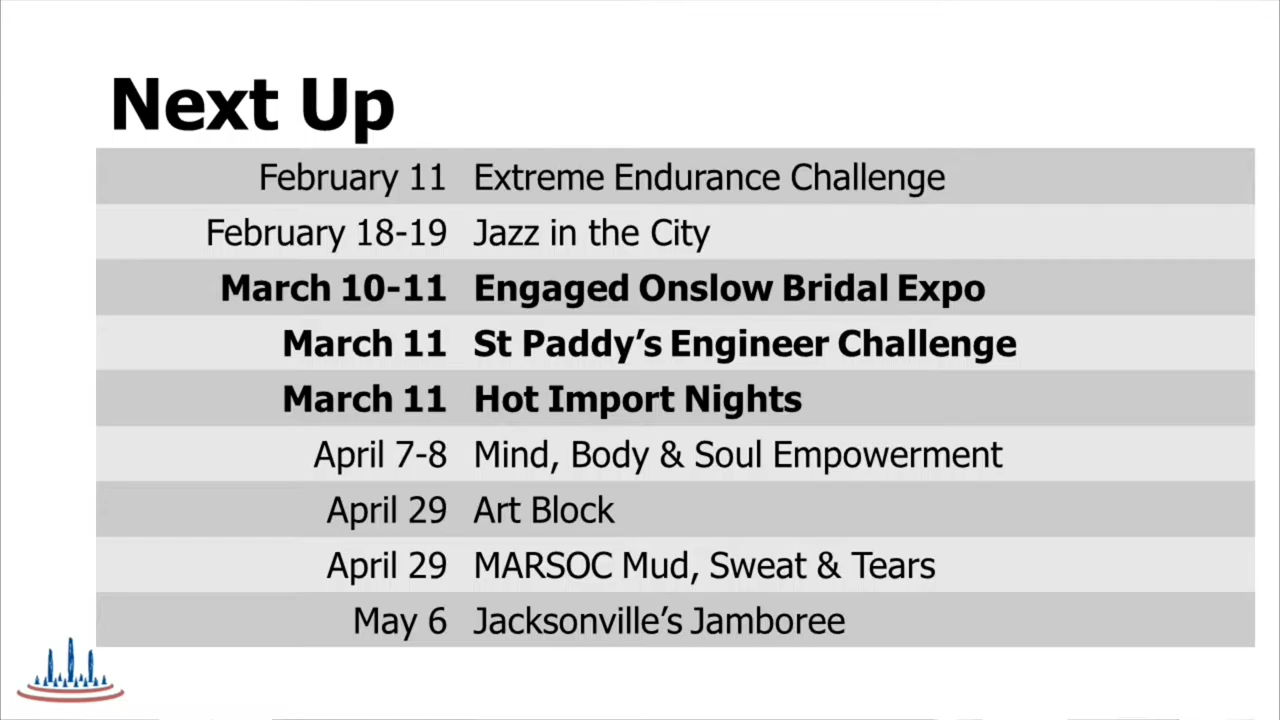 Next Up
February 11 Extreme Endurance Challenge
February 18-19 Jazz in the City
March 10-11 Engaged Onslow Bridal Expo
March 11 St Paddy’s Engineer Challenge
March 11 Hot Import Nights
April 7-8 Mind, Body & Soul Empowerment
April 29 Art Block
April 29 MARSOC Mud, Sweat & Tears
May 6 Jacksonville’s Jamboree